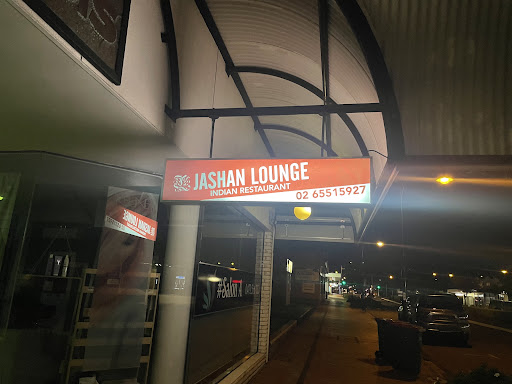 JASHAN LOUNGE
INDIAN RESTAURANT
02 65515927